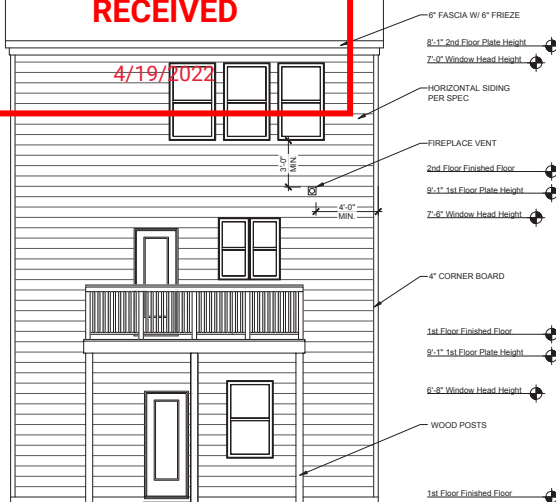 RECEIVED
4/19/2022
6" FASCIA W/ 6" FRIEZE
8'-1" 2nd Floor Plate Height
7'-0" Window Head Height
HORIZONTAL SIDING
PER SPEC
FIREPLACE VENT
3'-0"
MIN.
2nd Floor Finished Floor
9'-1" 1st Floor Plate Height
4'-0"
MIN.
7'-6" Window Head Height
4" CORNER BOARD
1st Floor Finished Floor
9'-1" 1st Floor Plate Height
6'-8" Window Head Height
WOOD POSTS
1st Floor Finished Floor